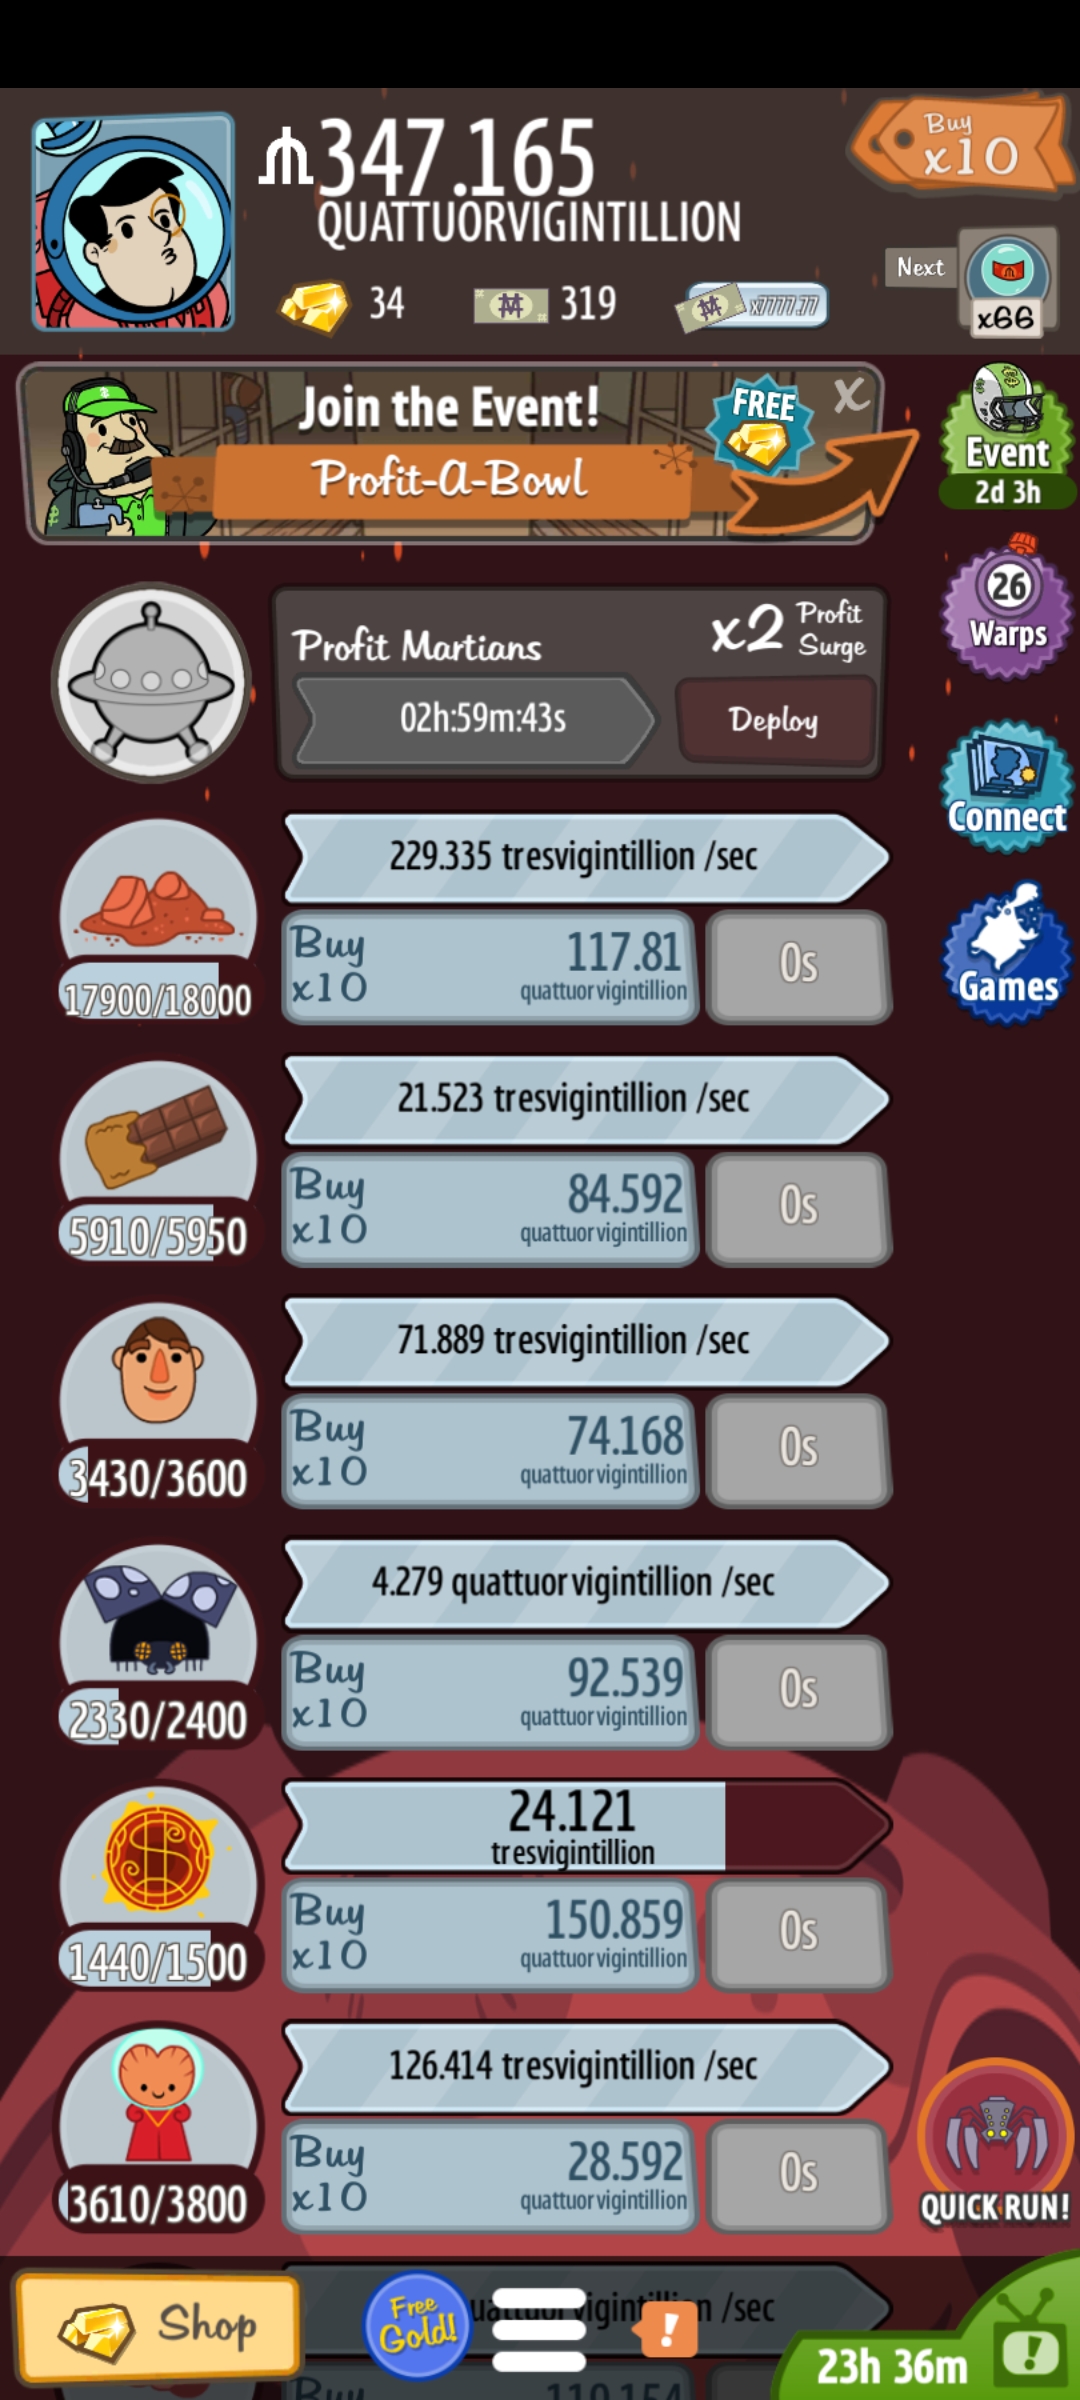 347.165
QUATTUORVIGINTILLION
Buy
x10
34
319
x7777.77
Next
x66
Join the Event!
Profit-A-Bowl
FREE
X
Event
2d 3h
Profit Martians
x2 Profit Surge
02h:59m:43s
Deploy
26
Warps
Connect
Games
229.335 tresvigintillion /sec
Buy x10
117.81
quattuorvigintillion
0s
17900/18000
21.523 tresvigintillion /sec
Buy x10
84.592
quattuorvigintillion
0s
5910/5950
71.889 tresvigintillion /sec
Buy x10
74.168
quattuorvigintillion
0s
3430/3600
4.279 quattuorvigintillion /sec
Buy x10
92.539
quattuorvigintillion
0s
2330/2400
24.121
tresvigintillion
Buy x10
150.859
quattuorvigintillion
0s
1440/1500
126.414 tresvigintillion /sec
Buy x10
28.592
quattuorvigintillion
0s
3610/3800
QUICK RUN!
Shop
Free
Gold!
/sec
!
23h 36m
!
Buy
110.154